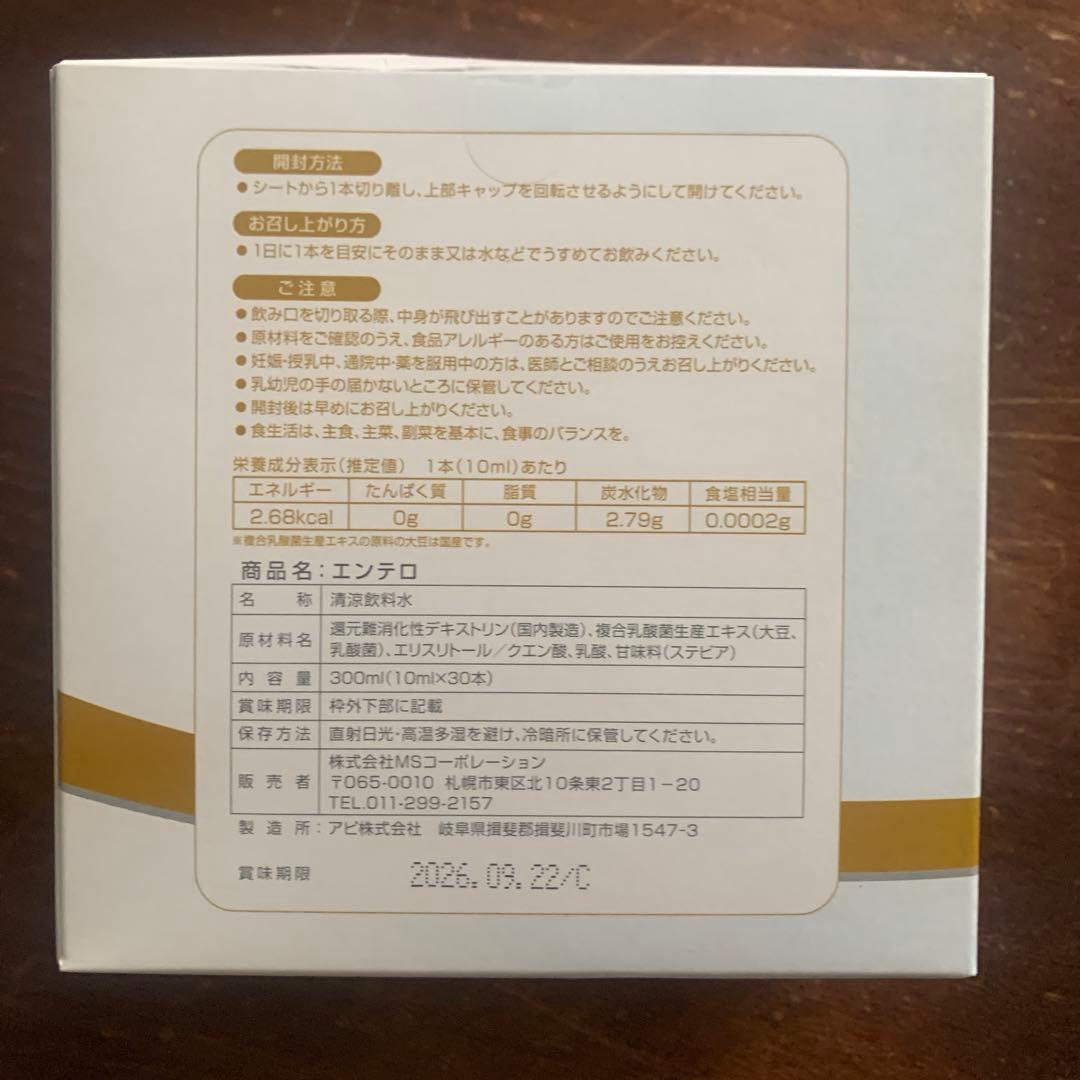 開封方法
●シートから1本切り離し、上部キャップを回転させるようにして開けてください。
お召し上がり方
●1日に1本を目安にそのまま又は水などでうすめてお飲みください。
ご注意
●飲み口を切り取る際、中身が飛び出すことがありますのでご注意ください。
●原材料をご確認のうえ、食品アレルギーのある方はご使用をお控えください。
●妊娠・授乳中、通院中・薬を服用中の方は、医師とご相談のうえお召し上がりください。
●乳幼児の手の届かないところに保管してください。
●開封後は早めにお召し上がりください。
●食生活は、主食、主菜、副菜を基本に、食事のバランスを。
栄養成分表示(推定値) 1本(10ml)あたり
エネルギー たんぱく質 脂質 炭水化物 食塩相当量
2.68kcal 0g 0g 2.79g 0.0002g
※複合乳酸菌生産エキスの原料の大豆は国産です。
商品名:エンテロ
名称 清涼飲料水
原材料名 還元難消化性デキストリン(国内製造)、複合乳酸菌生産エキス(大豆、
乳酸菌)、エリスリトール/クエン酸、乳酸、甘味料(ステビア)
内容量 300ml(10ml×30本)
賞味期限 枠外下部に記載
保存方法 直射日光・高温多湿を避け、冷暗所に保管してください。
販売者 株式会社MSコーポレーション
〒065-0010 札幌市東区北10条東2丁目1-20
TEL.011-299-2157
製造所:アピ株式会社 岐阜県揖斐郡揖斐川町市場1547-3
賞味期限 2026.09.22/C